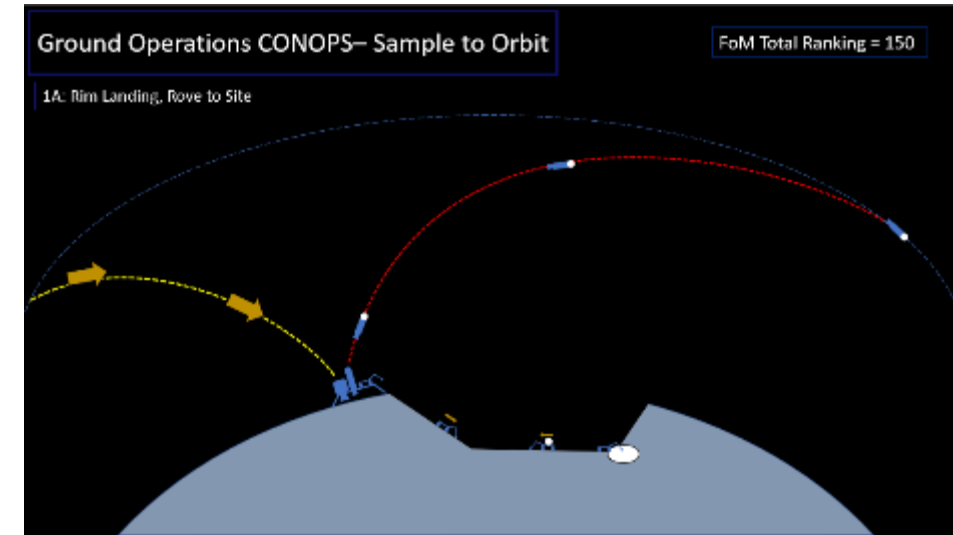 Ground Operations CONOPS– Sample to Orbit
FoM Total Ranking = 150
1A: Rim Landing, Rove to Site